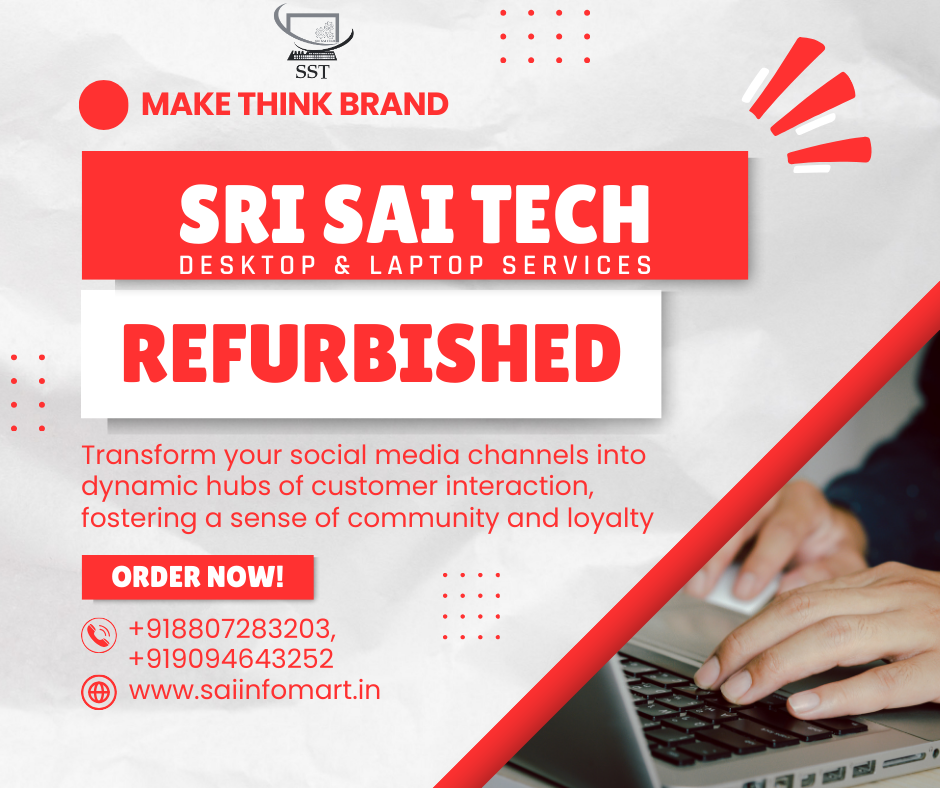 SST
MAKE THINK BRAND
SRI SAI TECH
DESKTOP & LAPTOP SERVICES
REFURBISHED
Transform your social media channels into
dynamic hubs of customer interaction,
fostering a sense of community and loyalty
ORDER NOW!
+918807283203,
+919094643252
www.saiinfomart.in